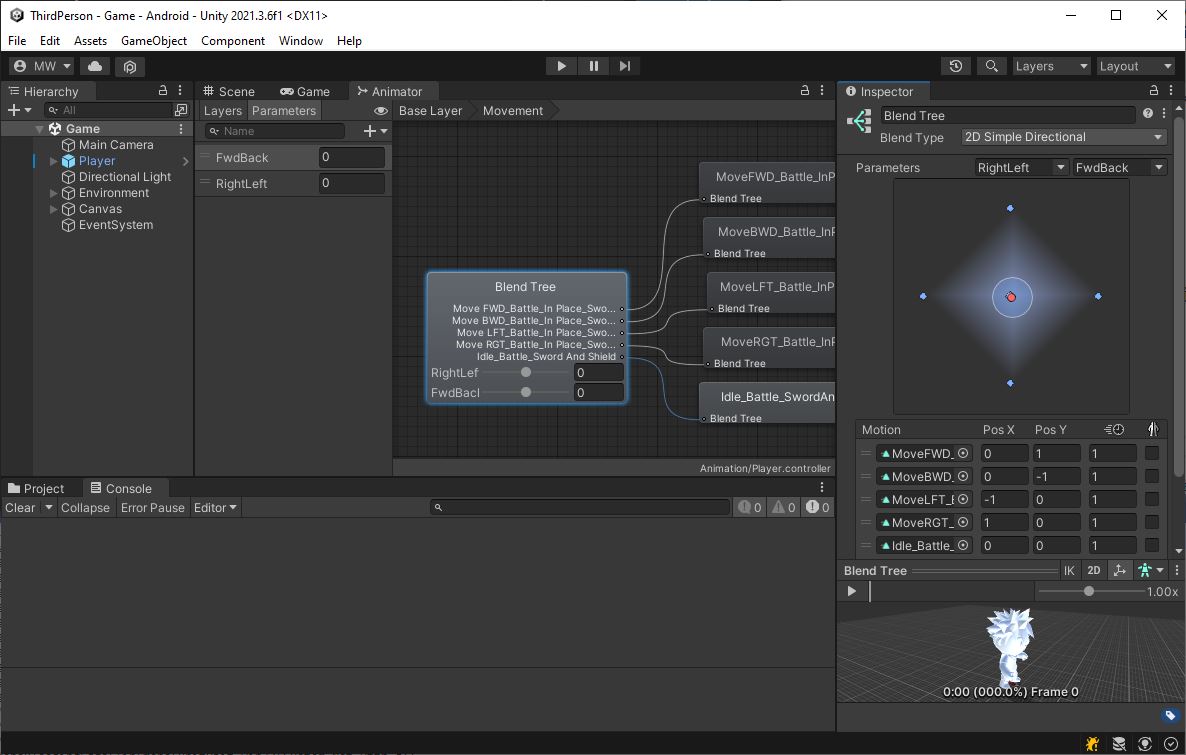 ThirdPerson - Game - Android - Unity 2021.3.6f1 <DX11>
File Edit Assets GameObject Component Window Help
MW Layers Layout
Hierarchy
All
Game
Main Camera
Player
Directional Light
Environment
Canvas
EventSystem
Scene Game Animator
Layers Parameters Base Layer Movement
Name
FwdBack 0
RightLeft 0
MoveFWD_Battle_InP
Blend Tree
MoveBWD_Battle_InP
Blend Tree
MoveLFT_Battle_InP
Blend Tree
MoveRGT_Battle_InP
Blend Tree
Idle_Battle_SwordAn
Blend Tree
Blend Tree
Move FWD_Battle_In Place_Swo...
Move BWD_Battle_In Place_Swo...
Move LFT_Battle_In Place_Swo...
Move RGT_Battle_In Place_Swo...
Idle_Battle_Sword And Shield
RightLef 0
FwdBacl 0
Animation/Player.controller
Inspector
Blend Tree
Blend Type 2D Simple Directional
Parameters RightLeft FwdBack
Motion Pos X Pos Y
MoveFWD_ 0 1 1
MoveBWD_ 0 -1 1
MoveLFT_E -1 0 1
MoveRGT_ 1 0 1
Idle_Battle_ 0 0 1
Blend Tree IK 2D
1.00x
0:00 (000.0%) Frame 0
Project Console
Clear Collapse Error Pause Editor 0 0 0